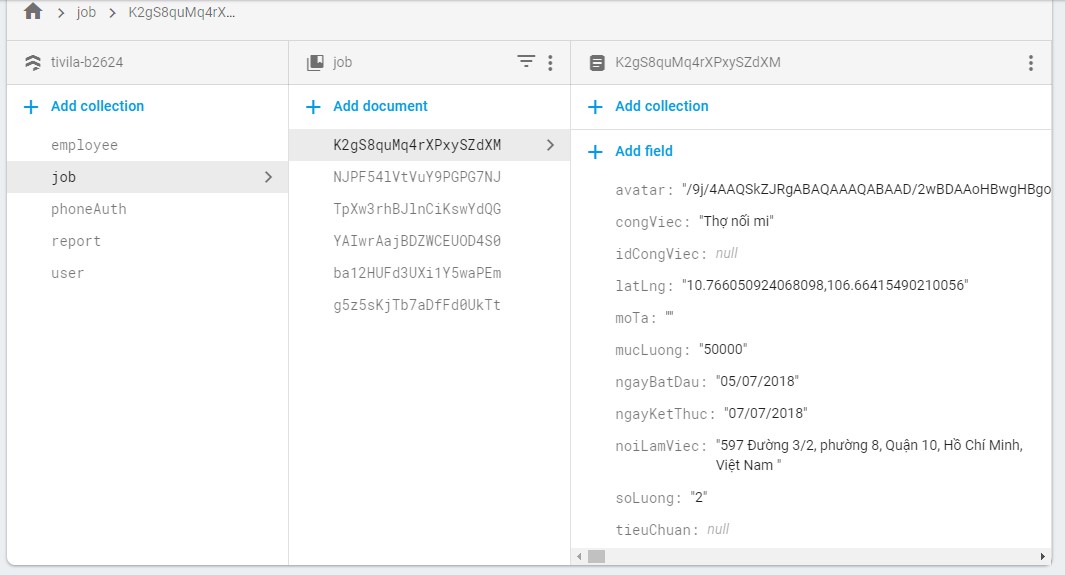 job K2gS8quMq4rX...
tivila-b2624
Add collection
employee
job
phoneAuth
report
user
job
Add document
K2gS8quMq4rXPxySZdXM
NJPF54lVtVuY9PGPG7NJ
TpXw3rhBJlnCiKswYdQG
YAIwrAajBDZWCEUOD4S0
ba12HUFd3UXi1Y5waPEm
g5z5sKjTb7aDfFd0UkTt
K2gS8quMq4rXPxySZdXM
Add collection
Add field
avatar: "/9j/4AAQSkZJRgABAQAAAQABAAD/2wBDAAoHBwgHBgo
congViec: "Thợ nối mi"
idCongViec: null
latLng: "10.766050924068098,106.66415490210056"
moTa: ""
mucLuong: "50000"
ngayBatDau: "05/07/2018"
ngayKetThuc: "07/07/2018"
noiLamViec: "597 Đường 3/2, phường 8, Quận 10, Hồ Chí Minh,
Việt Nam "
soLuong: "2"
tieuChuan: null